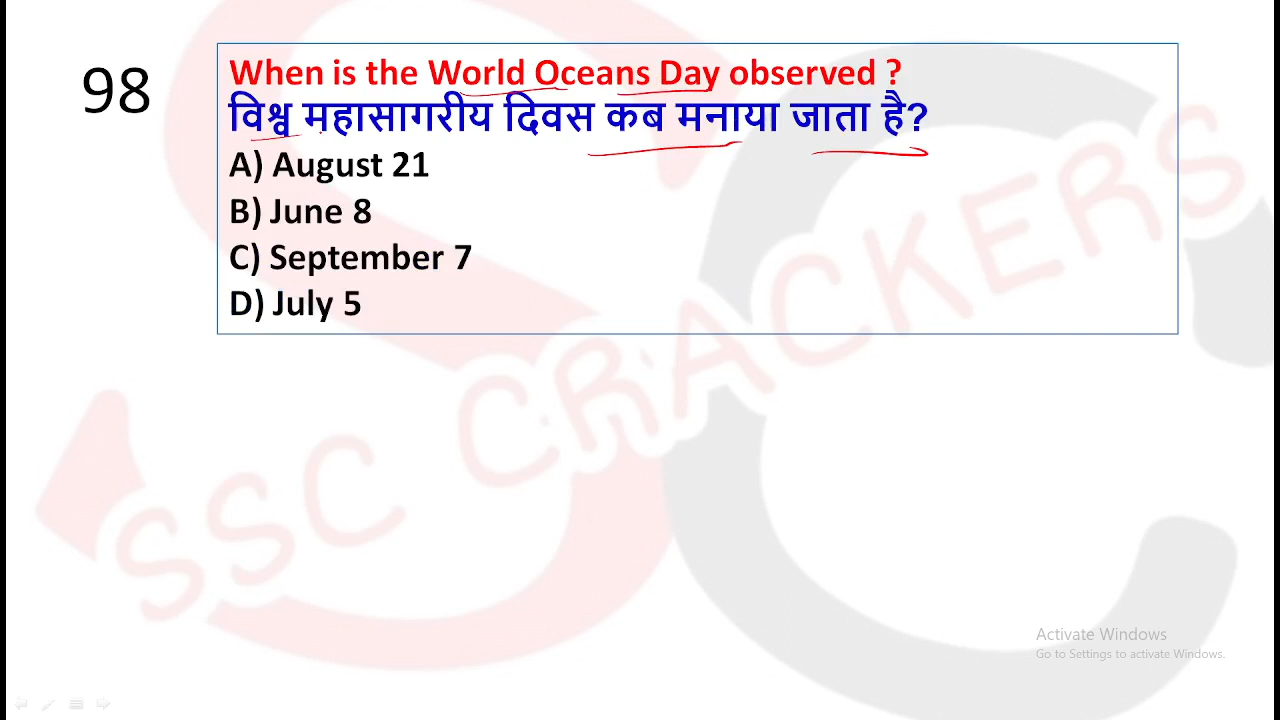 98
When is the World Oceans Day observed ?
विश्व महासागरीय दिवस कब मनाया जाता है?
A) August 21
B) June 8
C) September 7
D) July 5
SSC CRACKERS
Activate Windows
Go to Settings to activate Windows.